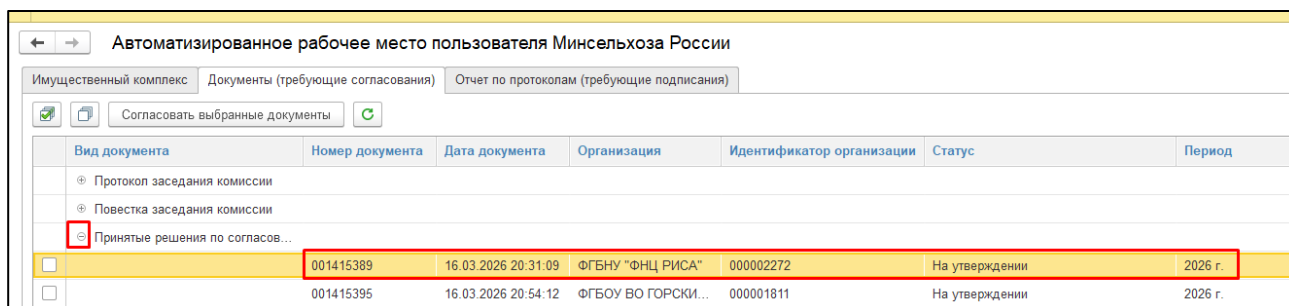 Автоматизированное рабочее место пользователя Минсельхоза России
Имущественный комплекс Документы (требующие согласования) Отчет по протоколам (требующие подписания)
Согласовать выбранные документы
Вид документа Номер документа Дата документа Организация Идентификатор организации Статус Период
Протокол заседания комиссии
Повестка заседания комиссии
Принятые решения по согласов...
001415389 16.03.2026 20:31:09 ФГБНУ "ФНЦ РИСА" 000002272 На утверждении 2026 г.
001415395 16.03.2026 20:54:12 ФГБОУ ВО ГОРСКИ... 000001811 На утверждении 2026 г.